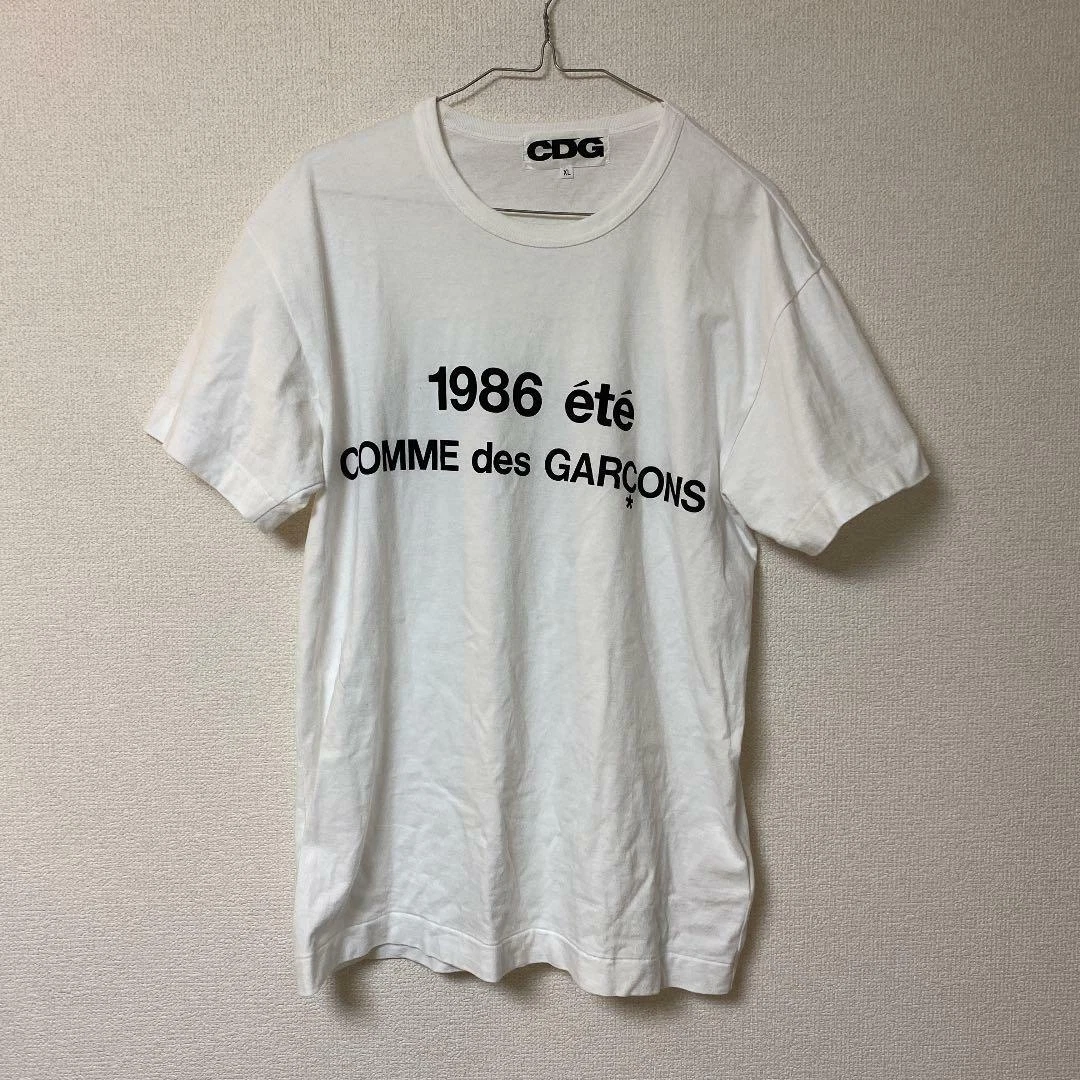 CDG
XL
1986 été
COMME des GARÇONS
*